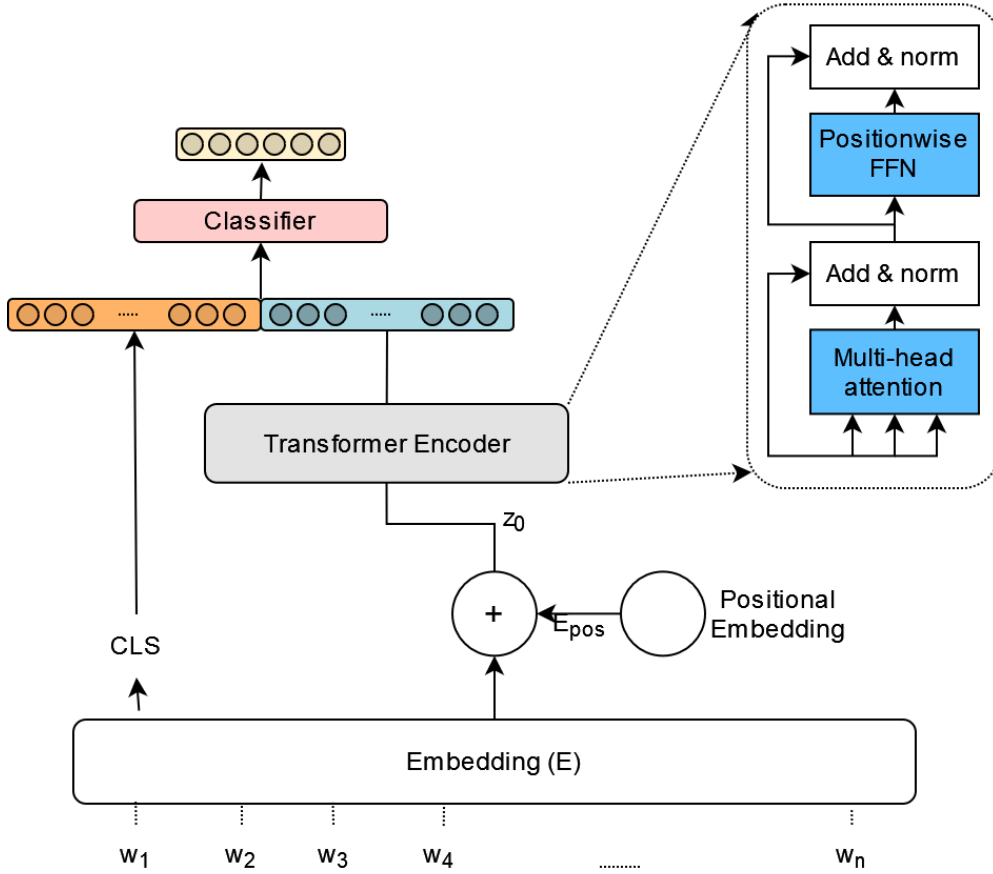 Add & norm
Positionwise
FFN
Add & norm
Multi-head
attention
Classifier
.....
.....
Transformer Encoder
z0
+
Epos
Positional
Embedding
CLS
Embedding (E)
w1 w2 w3 w4 .......... wn